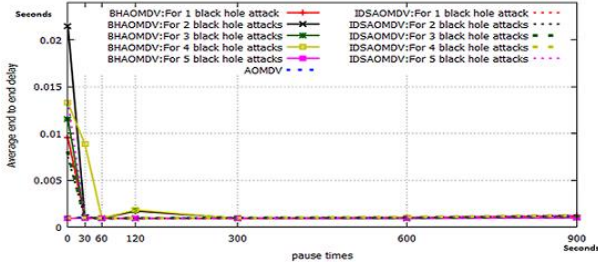 Seconds
BHAOMDV:For 1 black hole attack
BHAOMDV:For 2 black hole attacks
BHAOMDV:For 3 black hole attacks
BHAOMDV:For 4 black hole attacks
BHAOMDV:For 5 black hole attacks
AOMDV
IDSAOMDV:For 1 black hole attack
IDSAOMDV:For 2 black hole attacks
IDSAOMDV:For 3 black hole attacks
IDSAOMDV:For 4 black hole attacks
IDSAOMDV:For 5 black hole attacks
Average end to end delay
0.02
0.015
0.01
0.005
0
0 30 60 120 300 600 900
Seconds
pause times